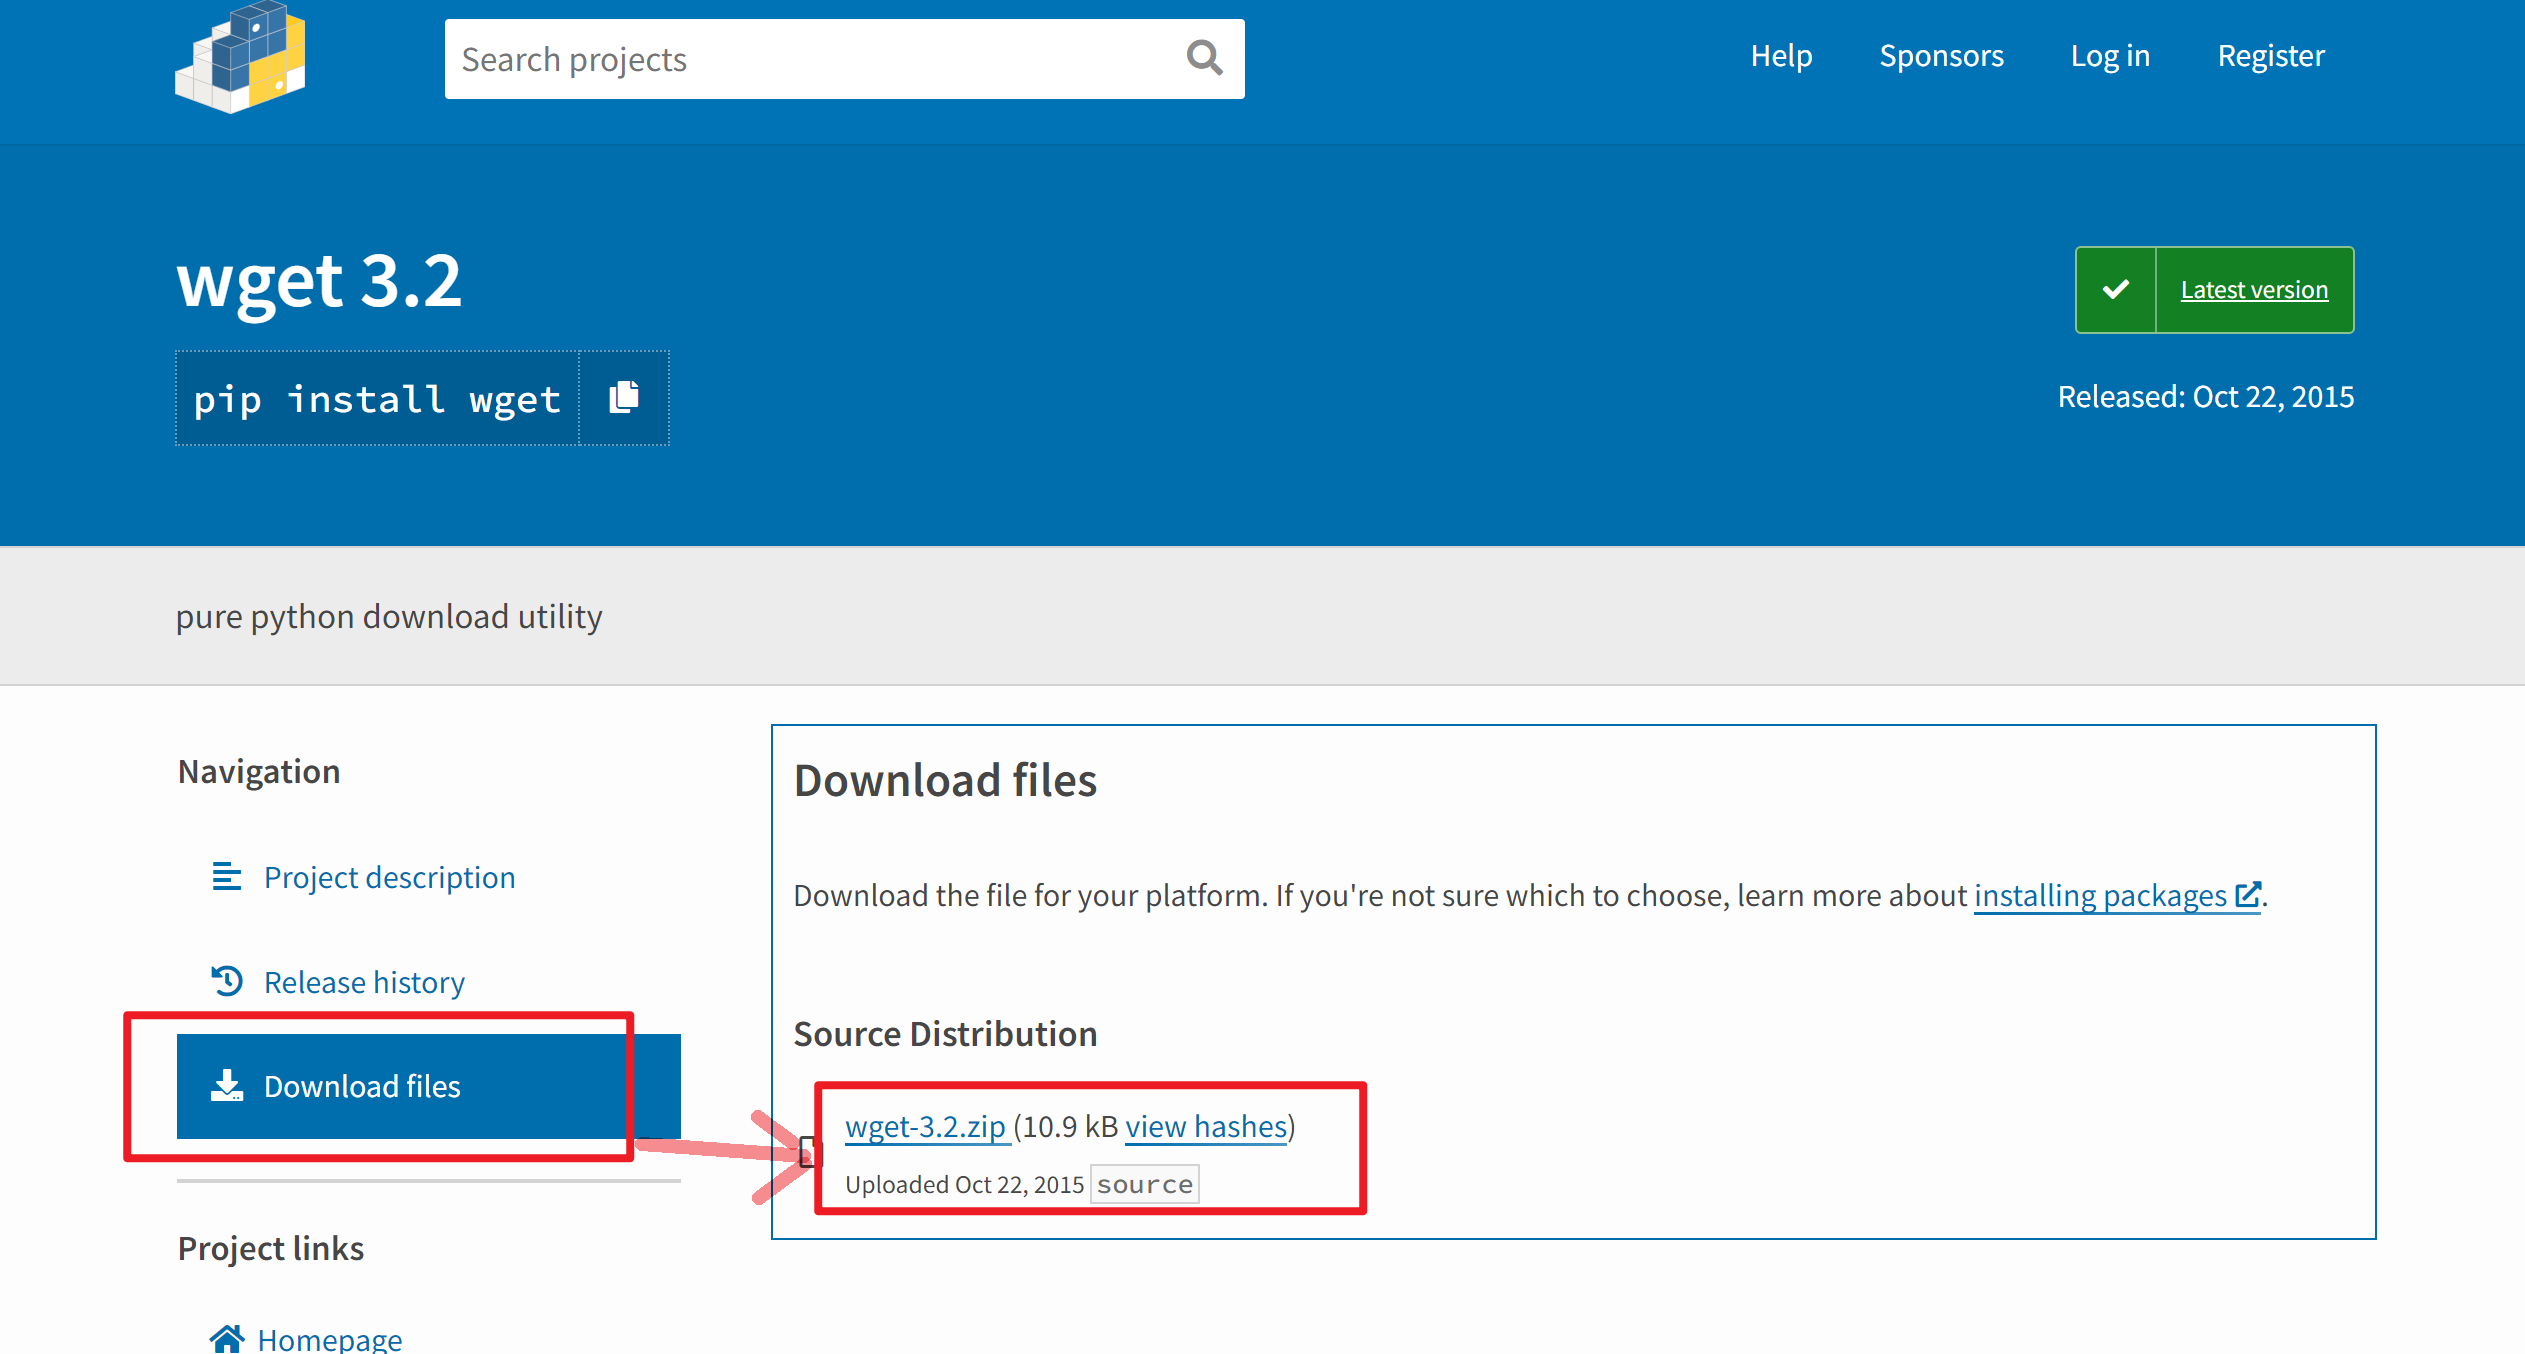 Search projects
Help
Sponsors
Log in
Register
wget 3.2
pip install wget
Latest version
Released: Oct 22, 2015
pure python download utility
Navigation
Project description
Release history
Download files
Project links
Homepage
Download files
Download the file for your platform. If you're not sure which to choose, learn more about installing packages.
Source Distribution
wget-3.2.zip (10.9 kB view hashes)
Uploaded Oct 22, 2015 source